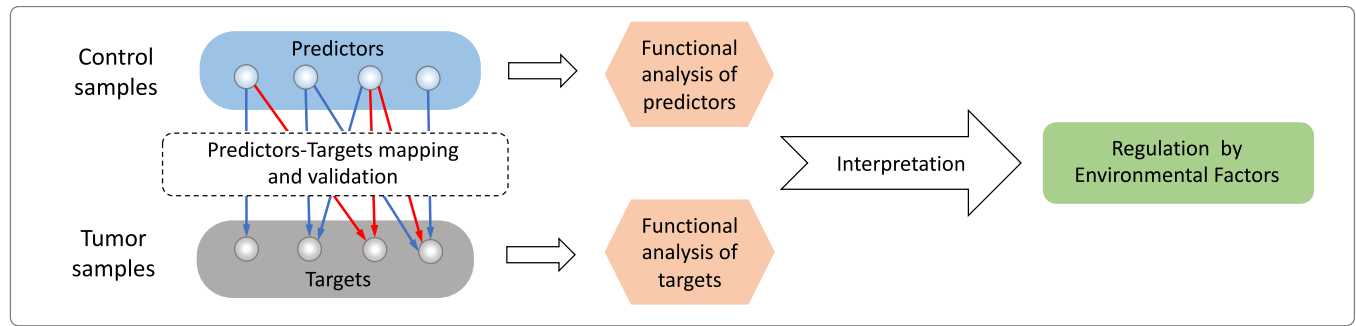 Control
samples
Predictors
Functional
analysis of
predictors
Predictors-Targets mapping
and validation
Interpretation
Regulation by
Environmental Factors
Tumor
samples
Targets
Functional
analysis of
targets